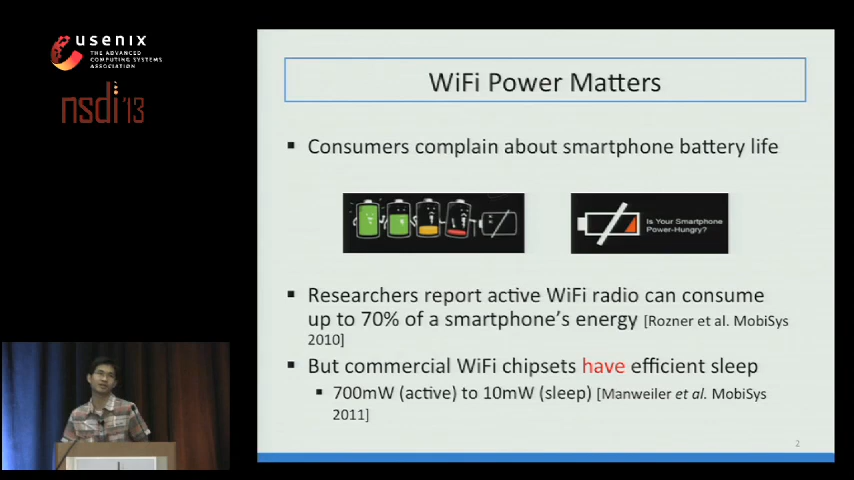 usenix
THE ADVANCED
COMPUTING SYSTEMS
ASSOCIATION
nsdi '13
WiFi Power Matters
▪ Consumers complain about smartphone battery life
Is Your Smartphone
Power-Hungry?
▪ Researchers report active WiFi radio can consume
up to 70% of a smartphone's energy [Rozner et al. MobiSys
2010]
▪ But commercial WiFi chipsets have efficient sleep
▪ 700mW (active) to 10mW (sleep) [Manweiler et al. MobiSys
2011]
2